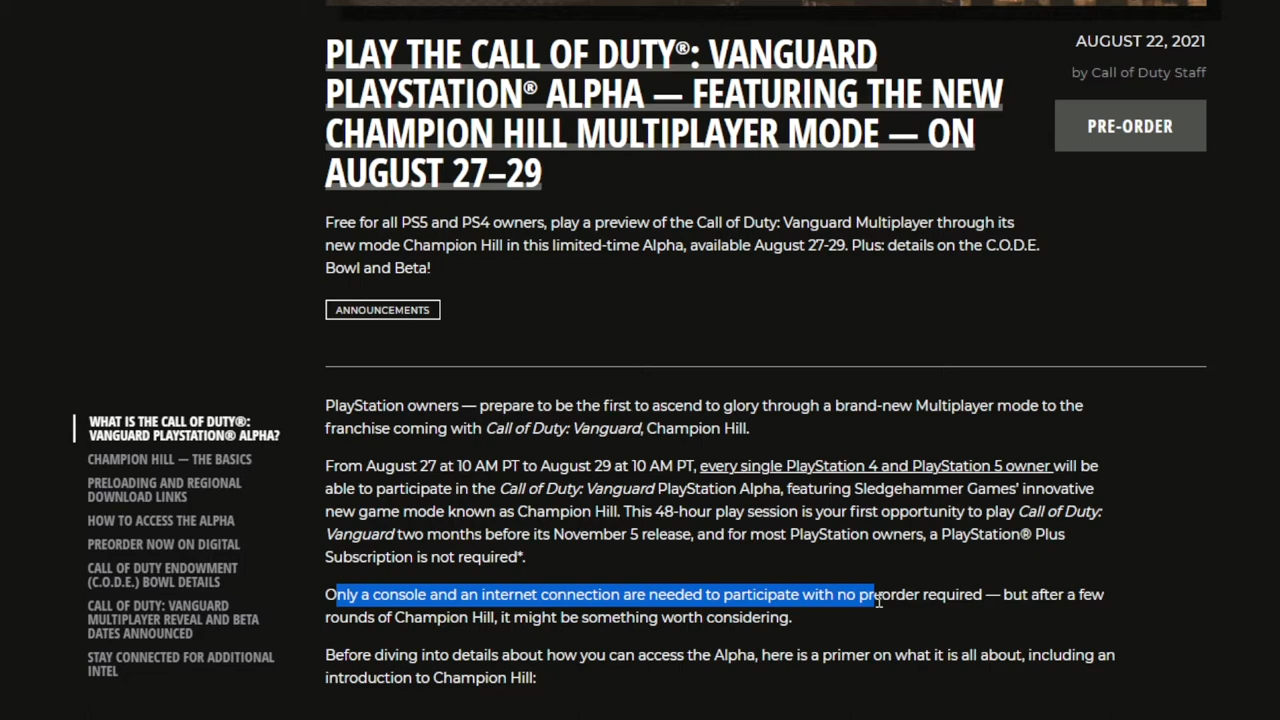 PLAY THE CALL OF DUTY®: VANGUARD
PLAYSTATION® ALPHA — FEATURING THE NEW
CHAMPION HILL MULTIPLAYER MODE — ON
AUGUST 27–29
AUGUST 22, 2021
by Call of Duty Staff
PRE-ORDER
Free for all PS5 and PS4 owners, play a preview of the Call of Duty: Vanguard Multiplayer through its
new mode Champion Hill in this limited-time Alpha, available August 27-29. Plus: details on the C.O.D.E.
Bowl and Beta!
ANNOUNCEMENTS
WHAT IS THE CALL OF DUTY®:
VANGUARD PLAYSTATION® ALPHA?
CHAMPION HILL — THE BASICS
PRELOADING AND REGIONAL
DOWNLOAD LINKS
HOW TO ACCESS THE ALPHA
PREORDER NOW ON DIGITAL
CALL OF DUTY ENDOWMENT
(C.O.D.E.) BOWL DETAILS
CALL OF DUTY: VANGUARD
MULTIPLAYER REVEAL AND BETA
DATES ANNOUNCED
STAY CONNECTED FOR ADDITIONAL
INTEL
PlayStation owners — prepare to be the first to ascend to glory through a brand-new Multiplayer mode to the
franchise coming with Call of Duty: Vanguard, Champion Hill.
From August 27 at 10 AM PT to August 29 at 10 AM PT, every single PlayStation 4 and PlayStation 5 owner will be
able to participate in the Call of Duty: Vanguard PlayStation Alpha, featuring Sledgehammer Games' innovative
new game mode known as Champion Hill. This 48-hour play session is your first opportunity to play Call of Duty:
Vanguard two months before its November 5 release, and for most PlayStation owners, a PlayStation® Plus
Subscription is not required*.
Only a console and an internet connection are needed to participate with no preorder required — but after a few
rounds of Champion Hill, it might be something worth considering.
Before diving into details about how you can access the Alpha, here is a primer on what it is all about, including an
introduction to Champion Hill: